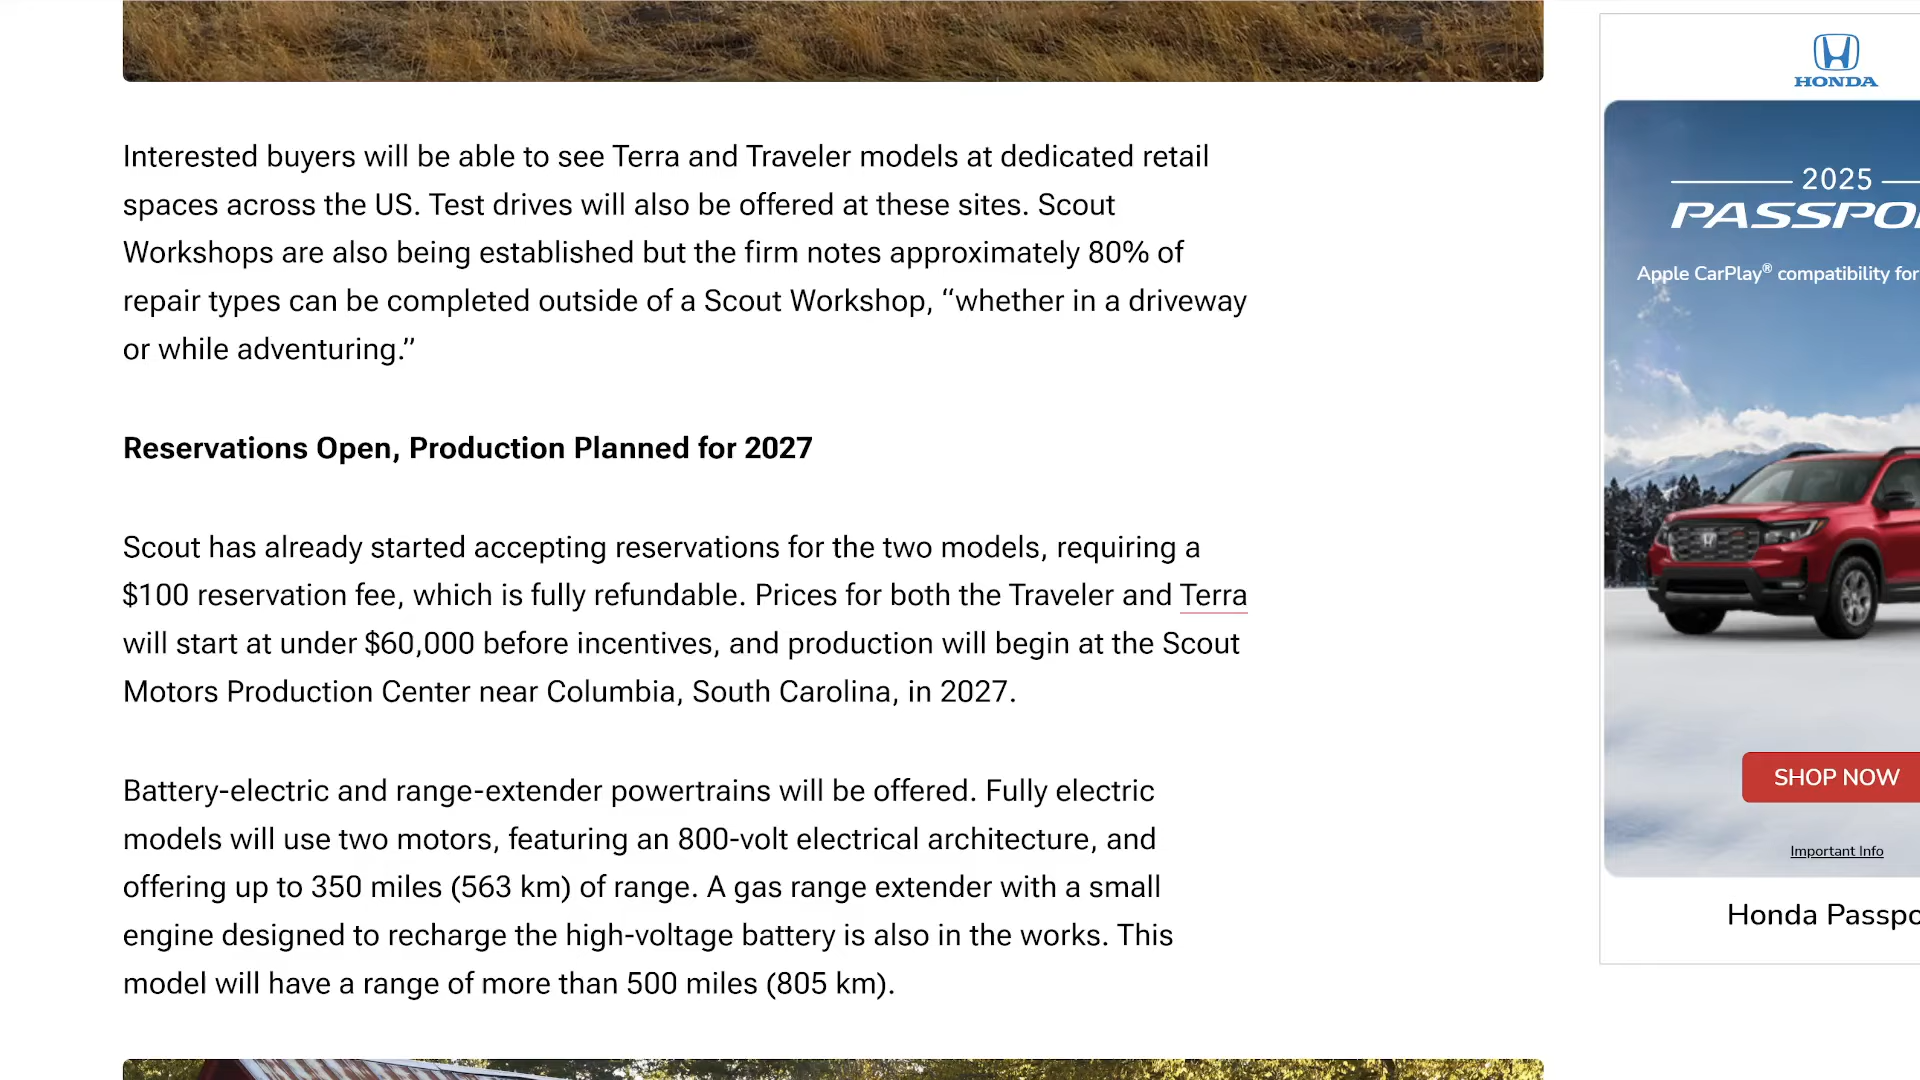 Interested buyers will be able to see Terra and Traveler models at dedicated retail
spaces across the US. Test drives will also be offered at these sites. Scout
Workshops are also being established but the firm notes approximately 80% of
repair types can be completed outside of a Scout Workshop, “whether in a driveway
or while adventuring.”
Reservations Open, Production Planned for 2027
Scout has already started accepting reservations for the two models, requiring a
$100 reservation fee, which is fully refundable. Prices for both the Traveler and Terra
will start at under $60,000 before incentives, and production will begin at the Scout
Motors Production Center near Columbia, South Carolina, in 2027.
Battery-electric and range-extender powertrains will be offered. Fully electric
models will use two motors, featuring an 800-volt electrical architecture, and
offering up to 350 miles (563 km) of range. A gas range extender with a small
engine designed to recharge the high-voltage battery is also in the works. This
model will have a range of more than 500 miles (805 km).
HONDA
2025
PASSPO
Apple CarPlay® compatibility for
SHOP NOW
Important Info
Honda Passpo